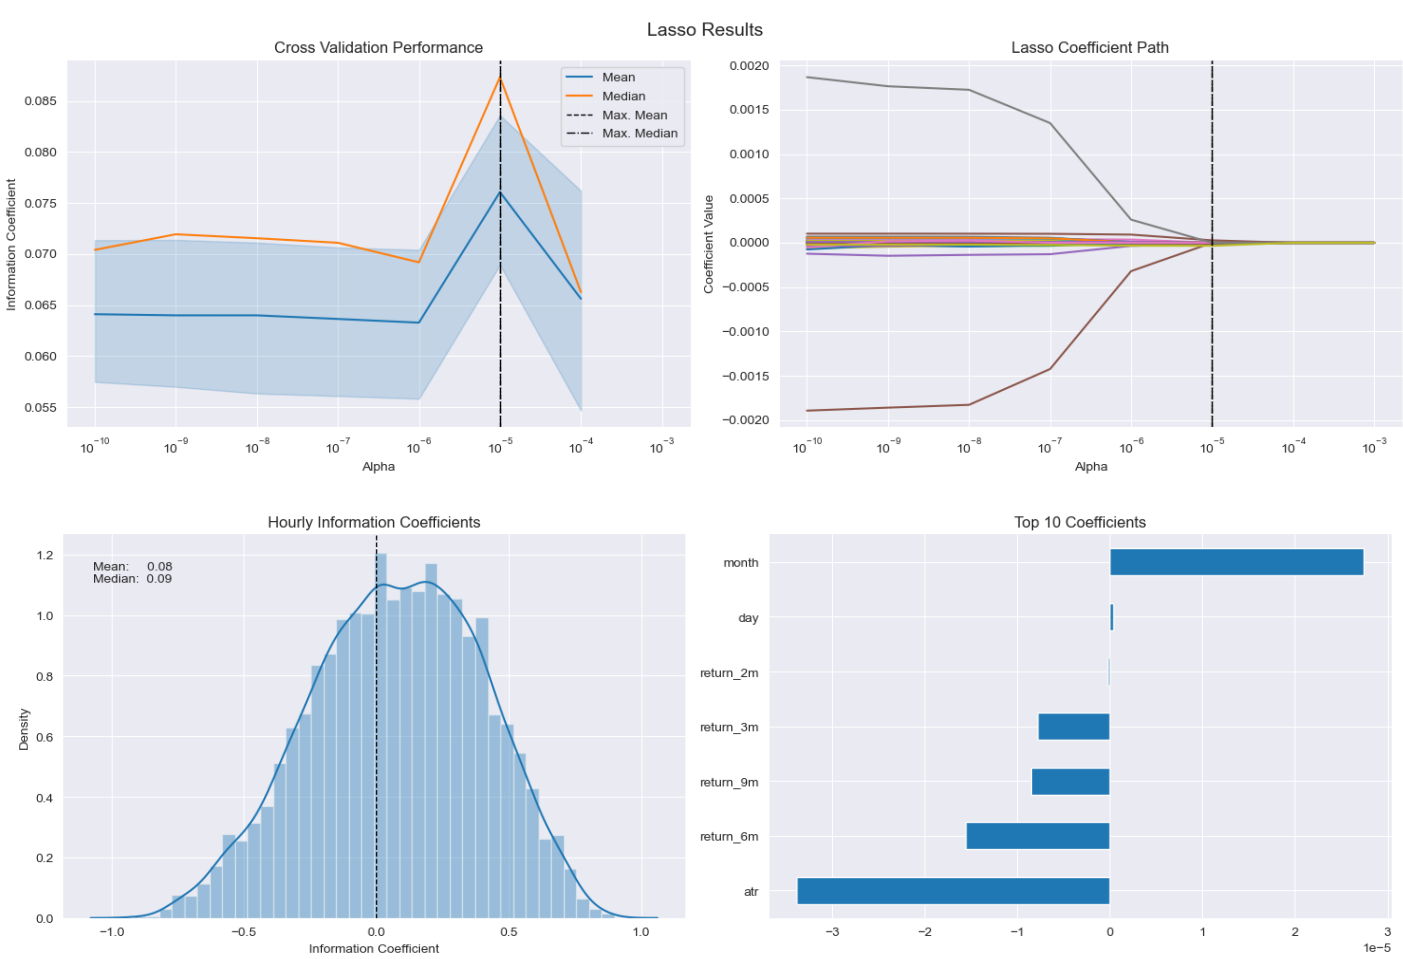 Lasso Results
Cross Validation Performance
Information Coefficient
0.085
0.080
0.075
0.070
0.065
0.060
0.055
Mean
Median
Max. Mean
Max. Median
10⁻¹⁰ 10⁻⁹ 10⁻⁸ 10⁻⁷ 10⁻⁶ 10⁻⁵ 10⁻⁴ 10⁻³
Alpha
Lasso Coefficient Path
Coefficient Value
0.0020
0.0015
0.0010
0.0005
0.0000
−0.0005
−0.0010
−0.0015
−0.0020
10⁻¹⁰ 10⁻⁹ 10⁻⁸ 10⁻⁷ 10⁻⁶ 10⁻⁵ 10⁻⁴ 10⁻³
Alpha
Hourly Information Coefficients
Density
1.2
1.0
0.8
0.6
0.4
0.2
0.0
Mean: 0.08
Median: 0.09
−1.0 −0.5 0.0 0.5 1.0
Information Coefficient
Top 10 Coefficients
month
day
return_2m
return_3m
return_9m
return_6m
atr
−3 −2 −1 0 1 2 3
1e−5